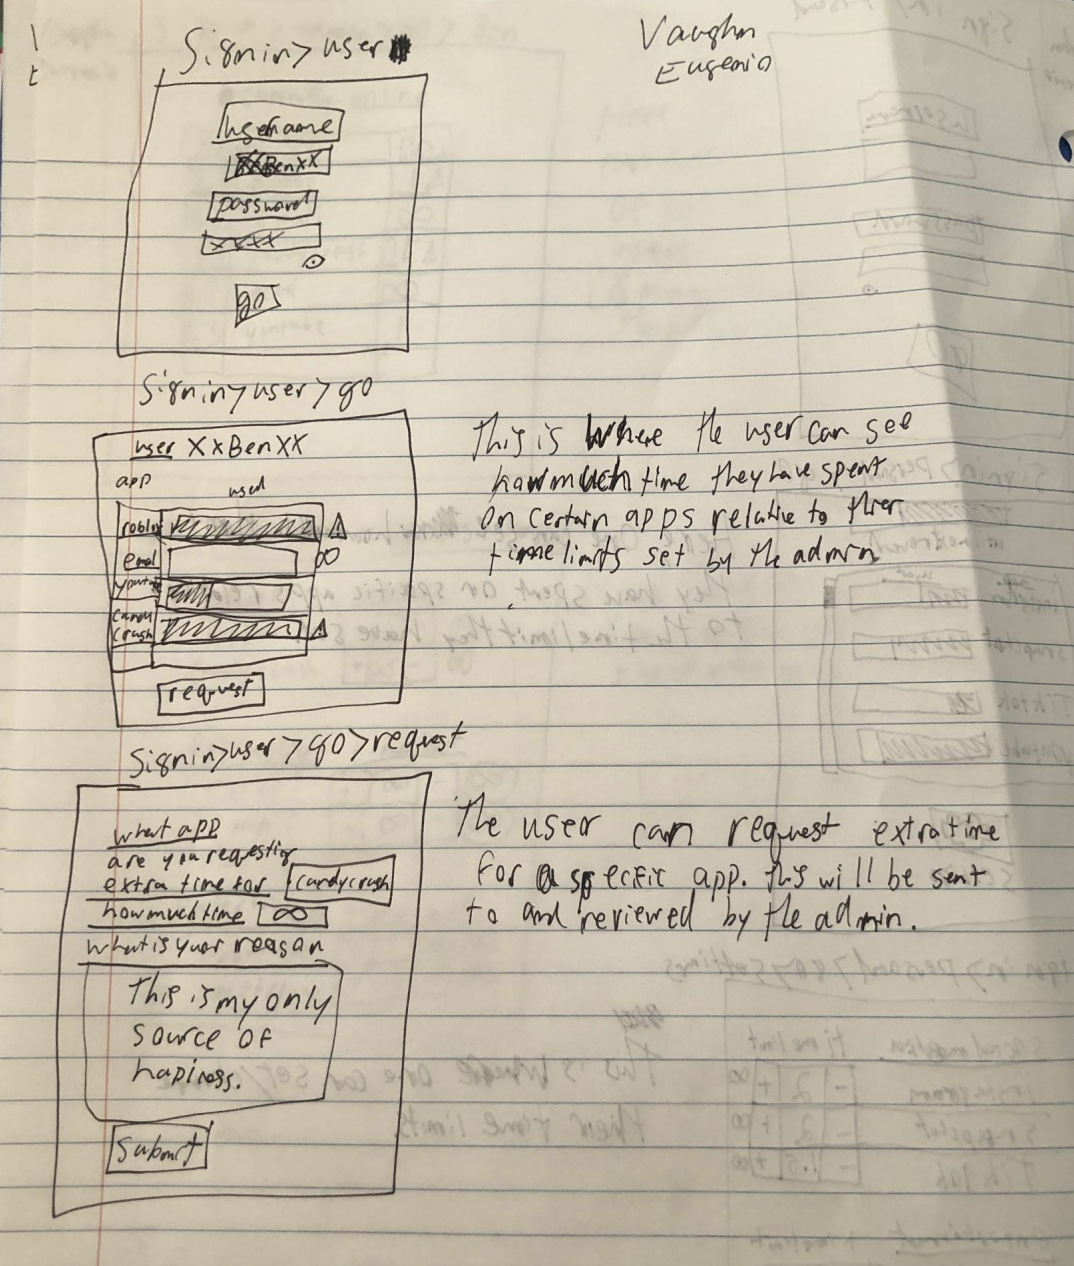 Vaughn
Eugenio
Signin>user
username
XxBenXX
password
xxxx
go
Signin>user>go
user XxBenXX
app
used
roblox
email ∞
candy
crush
request
This is where the user can see
how much time they have spent
on certain apps relative to thier
time limits set by the admin
Signin>user>go>request
what app
are you requesting
extra time for candycrush
how much time ∞
what is your reason
This is my only
source of
hapiness.
Submit
The user can request extra time
for a specific app. this will be sent
to and reviewed by the admin.